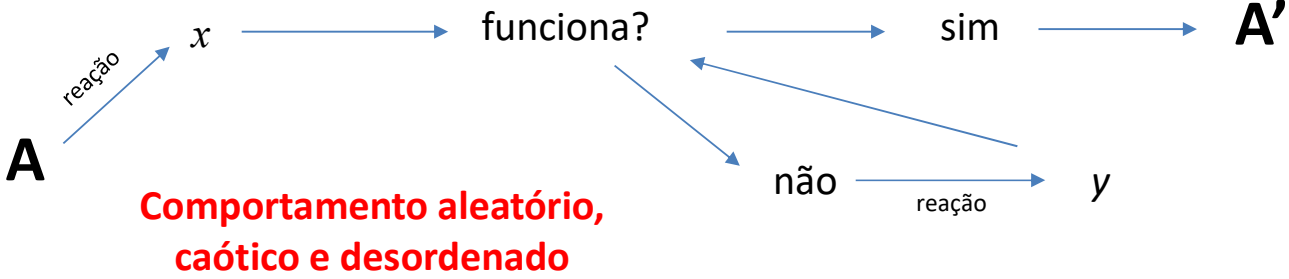 x
funciona?
sim
A’
reação
A
não
reação
y
Comportamento aleatório,
caótico e desordenado